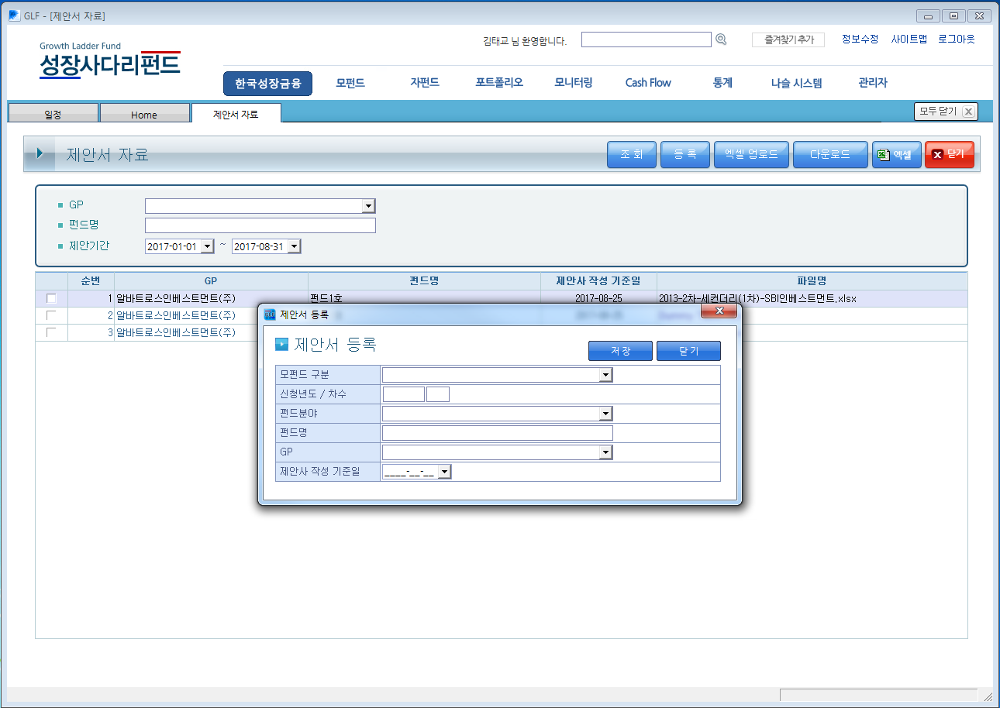 GLF - [제안서 자료]
Growth Ladder Fund
성장사다리펀드
김태교 님 환영합니다.
즐겨찾기 추가
정보수정 사이트맵 로그아웃
한국성장금융 모펀드 자펀드 포트폴리오 모니터링 Cash Flow 통계 나슬 시스템 관리자
일정 Home 제안서 자료 모두 닫기
제안서 자료
조 회 등 록 엑셀 업로드 다운로드 엑셀 닫기
GP
펀드명
제안기간 2017-01-01 ~ 2017-08-31
순번 GP 펀드명 제안사 작성 기준일 파일명
1 알바트로스인베스트먼트(주) 펀드1호 2017-08-25 2013-2차-세컨더리(1차)-SBI인베스트먼트.xlsx
2 알바트로스인베스트먼트(주)
3 알바트로스인베스트먼트(주)
제안서 등록
제안서 등록
저 장 닫 기
모펀드 구분
신청년도 / 차수
펀드분야
펀드명
GP
제안사 작성 기준일 ____-__-__